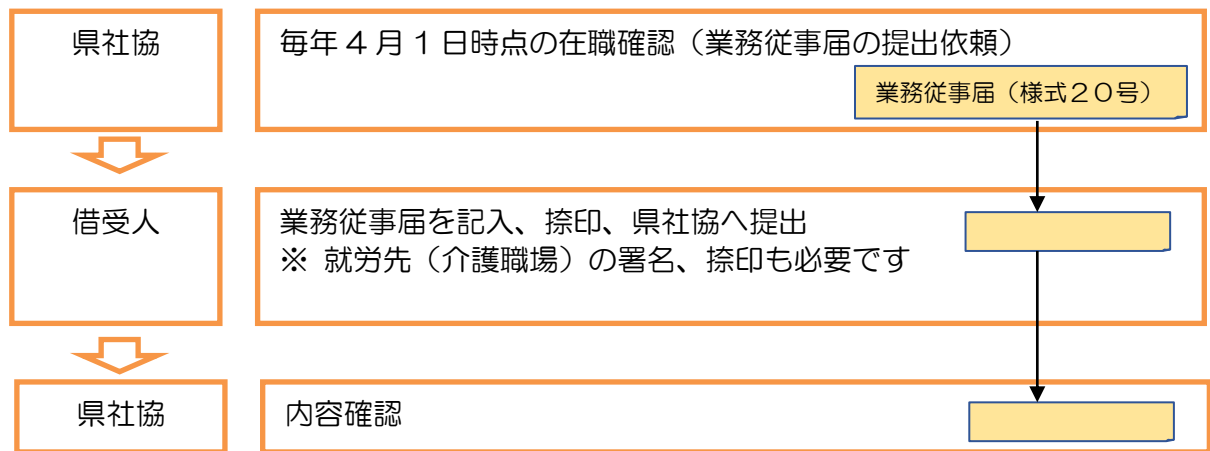 県社協
毎年4月1日時点の在職確認（業務従事届の提出依頼）
業務従事届（様式２０号）
借受人
業務従事届を記入、捺印、県社協へ提出
※ 就労先（介護職場）の署名、捺印も必要です
県社協
内容確認